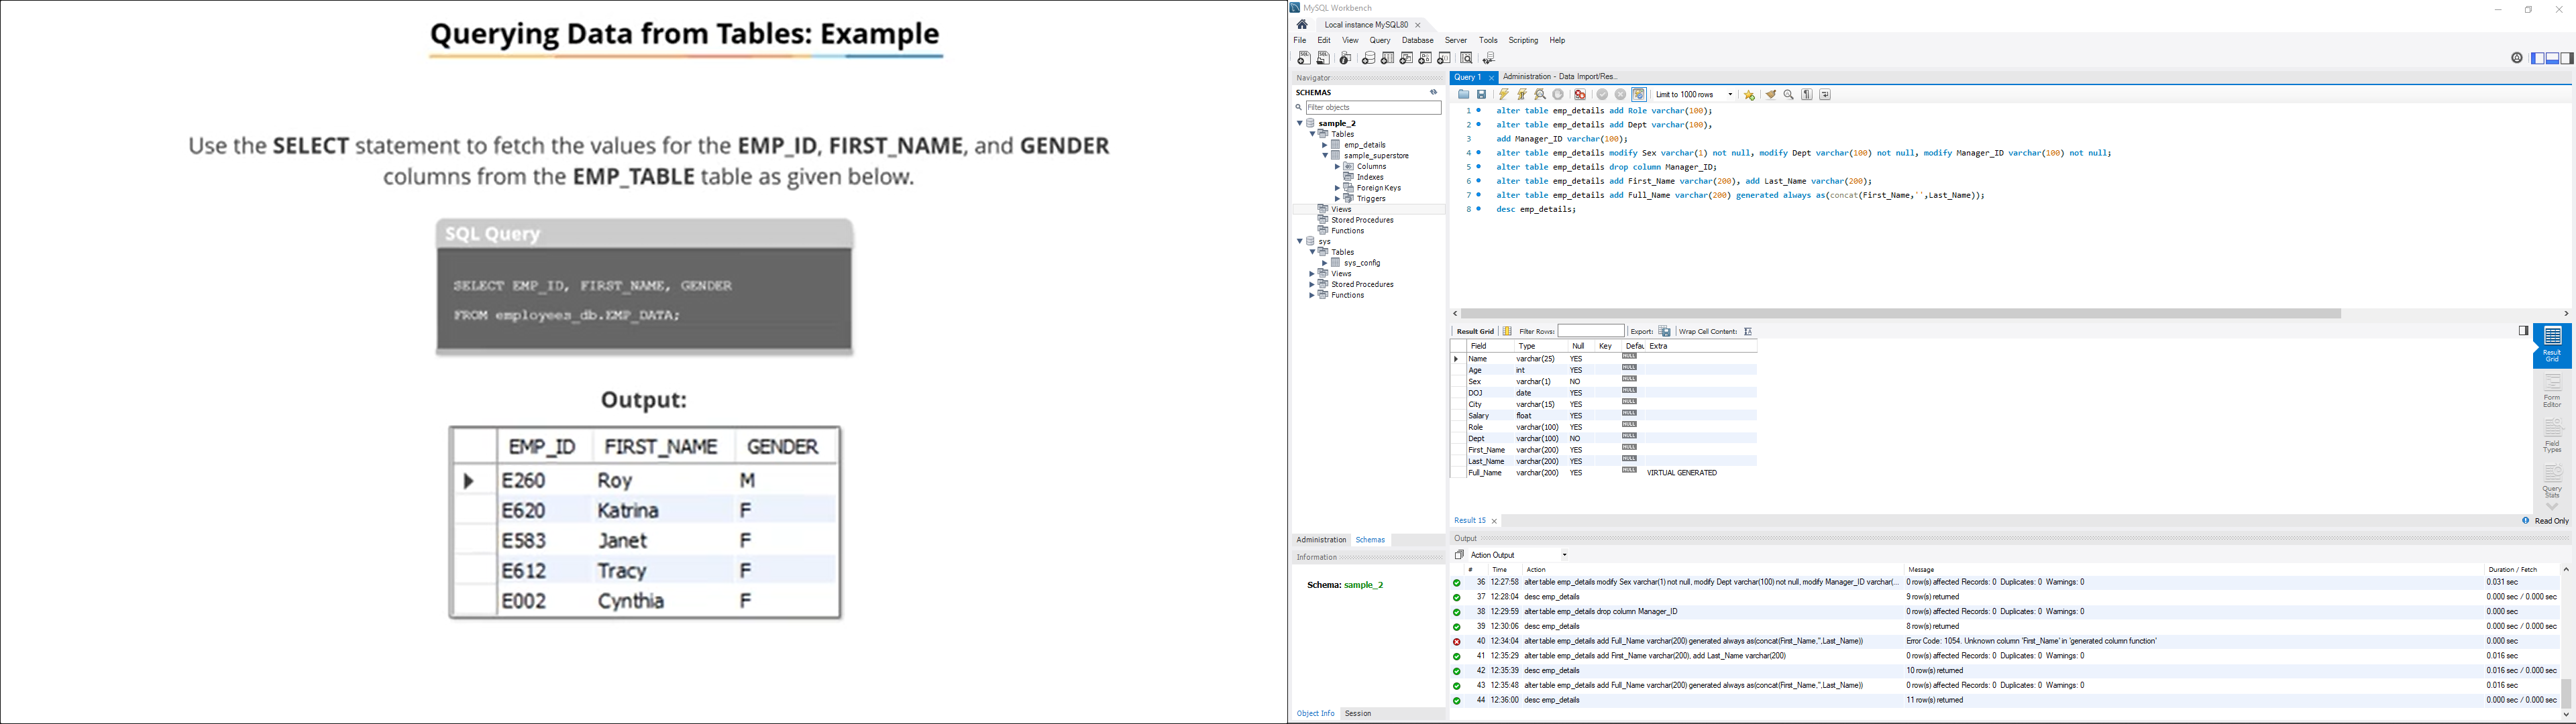 Querying Data from Tables: Example
Use the SELECT statement to fetch the values for the EMP_ID, FIRST_NAME, and GENDER
columns from the EMP_TABLE table as given below.
SQL Query
SELECT EMP_ID, FIRST_NAME, GENDER
FROM employees_db.EMP_DATA;
Output:
EMP_ID FIRST_NAME GENDER
E260 Roy M
E620 Katrina F
E583 Janet F
E612 Tracy F
E002 Cynthia F
MySQL Workbench
Local instance MySQL80
File Edit View Query Database Server Tools Scripting Help
Navigator
SCHEMAS
Filter objects
sample_2
Tables
emp_details
sample_superstore
Columns
Indexes
Foreign Keys
Triggers
Views
Stored Procedures
Functions
sys
Tables
sys_config
Views
Stored Procedures
Functions
Administration Schemas
Information
Schema: sample_2
Object Info Session
Query 1 Administration - Data Import/Res...
Limit to 1000 rows
1 alter table emp_details add Role varchar(100);
2 alter table emp_details add Dept varchar(100),
3 add Manager_ID varchar(100);
4 alter table emp_details modify Sex varchar(1) not null, modify Dept varchar(100) not null, modify Manager_ID varchar(100) not null;
5 alter table emp_details drop column Manager_ID;
6 alter table emp_details add First_Name varchar(200), add Last_Name varchar(200);
7 alter table emp_details add Full_Name varchar(200) generated always as(concat(First_Name,'',Last_Name));
8 desc emp_details;
Result Grid Filter Rows: Export: Wrap Cell Content:
Field Type Null Key Defau Extra
Name varchar(25) YES NULL
Age int YES NULL
Sex varchar(1) NO NULL
DOJ date YES NULL
City varchar(15) YES NULL
Salary float YES NULL
Role varchar(100) YES NULL
Dept varchar(100) NO NULL
First_Name varchar(200) YES NULL
Last_Name varchar(200) YES NULL
Full_Name varchar(200) YES NULL VIRTUAL GENERATED
Result Grid
Form Editor
Field Types
Query Stats
Result 15
Read Only
Output
Action Output
# Time Action Message Duration / Fetch
36 12:27:58 alter table emp_details modify Sex varchar(1) not null, modify Dept varchar(100) not null, modify Manager_ID varchar(... 0 row(s) affected Records: 0 Duplicates: 0 Warnings: 0 0.031 sec
37 12:28:04 desc emp_details 9 row(s) returned 0.000 sec / 0.000 sec
38 12:29:59 alter table emp_details drop column Manager_ID 0 row(s) affected Records: 0 Duplicates: 0 Warnings: 0 0.000 sec
39 12:30:06 desc emp_details 8 row(s) returned 0.000 sec / 0.000 sec
40 12:34:04 alter table emp_details add Full_Name varchar(200) generated always as(concat(First_Name,'',Last_Name)) Error Code: 1054. Unknown column 'First_Name' in 'generated column function' 0.000 sec
41 12:35:29 alter table emp_details add First_Name varchar(200), add Last_Name varchar(200) 0 row(s) affected Records: 0 Duplicates: 0 Warnings: 0 0.016 sec
42 12:35:39 desc emp_details 10 row(s) returned 0.016 sec / 0.000 sec
43 12:35:48 alter table emp_details add Full_Name varchar(200) generated always as(concat(First_Name,'',Last_Name)) 0 row(s) affected Records: 0 Duplicates: 0 Warnings: 0 0.016 sec
44 12:36:00 desc emp_details 11 row(s) returned 0.000 sec / 0.000 sec